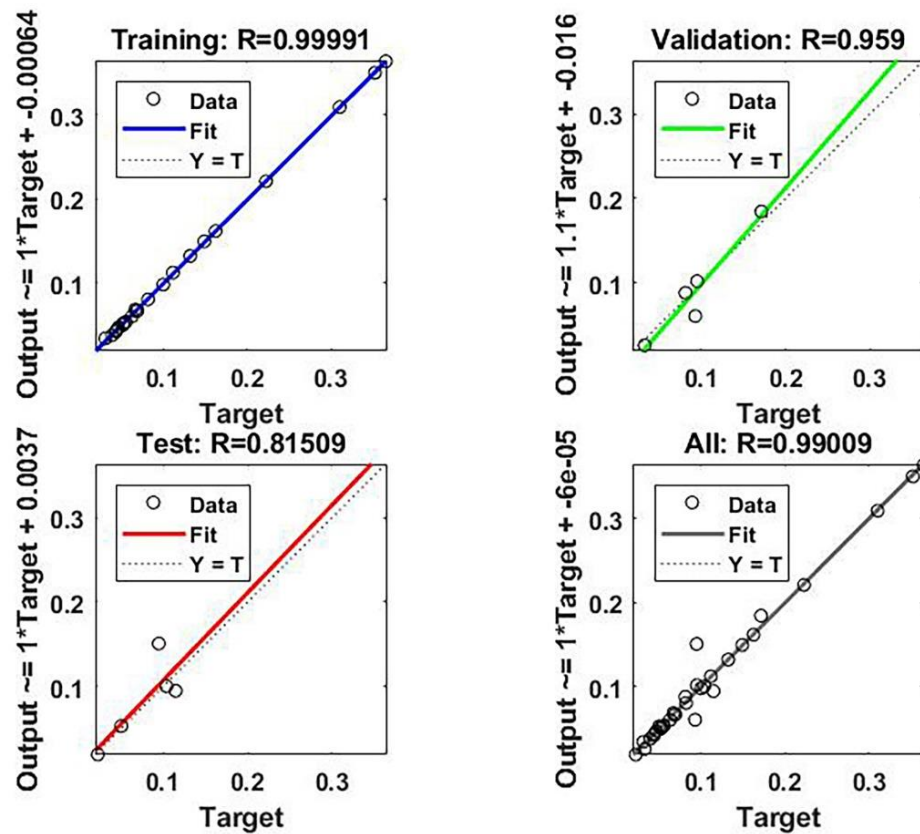 Training: R=0.99991
Output ~= 1*Target + -0.00064
Data
Fit
Y = T
0.3
0.2
0.1
0.1 0.2 0.3
Target
Validation: R=0.959
Output ~= 1.1*Target + -0.016
Data
Fit
Y = T
0.3
0.2
0.1
0.1 0.2 0.3
Target
Test: R=0.81509
Output ~= 1*Target + 0.0037
Data
Fit
Y = T
0.3
0.2
0.1
0.1 0.2 0.3
Target
All: R=0.99009
Output ~= 1*Target + -6e-05
Data
Fit
Y = T
0.3
0.2
0.1
0.1 0.2 0.3
Target